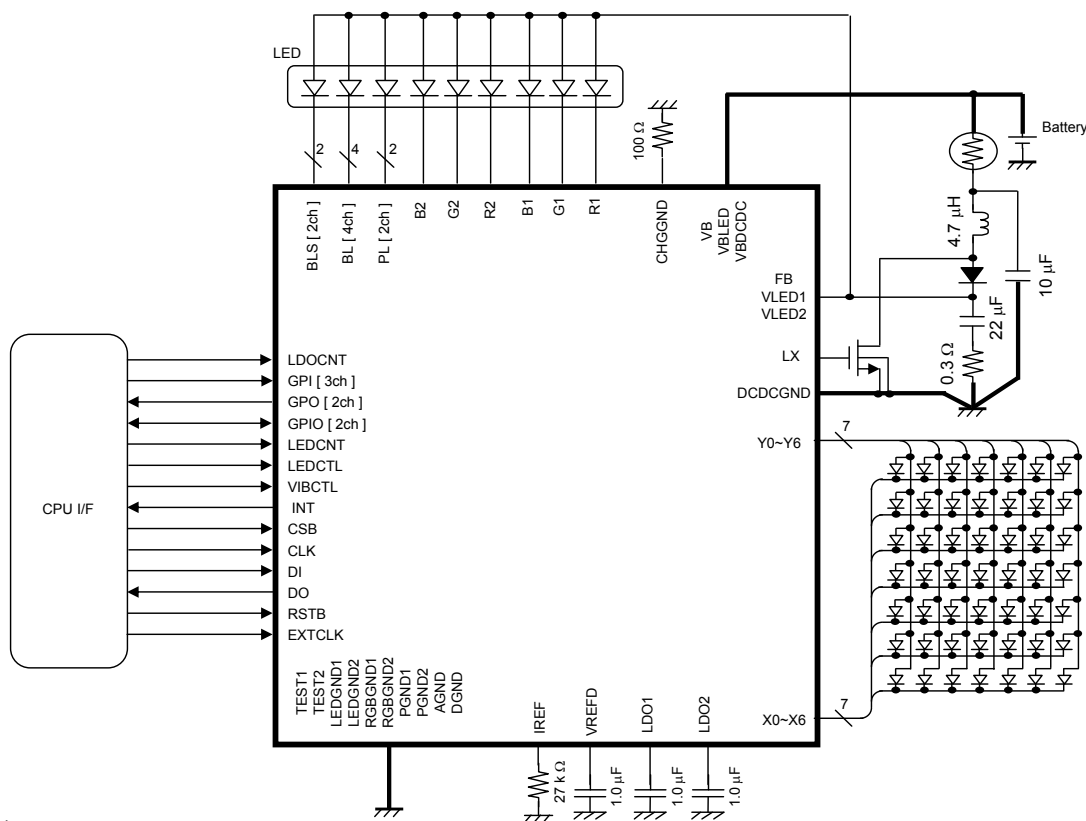 LED
2
4
2
100 Ω
Battery
BLS [ 2ch ]
BL [ 4ch ]
PL [ 2ch ]
B2
G2
R2
B1
G1
R1
CHGGND
VB
VBLED
VBDCDC
4.7 µH
10 µF
FB
VLED1
VLED2
22 µF
LX
0.3 Ω
DCDCGND
CPU I/F
LDOCNT
GPI [ 3ch ]
GPO [ 2ch ]
GPIO [ 2ch ]
LEDCNT
LEDCTL
VIBCTL
INT
CSB
CLK
DI
DO
RSTB
EXTCLK
Y0~Y6
7
X0~X6
7
TEST1
TEST2
LEDGND1
LEDGND2
RGBGND1
RGBGND2
PGND1
PGND2
AGND
DGND
IREF
VREFD
LDO1
LDO2
27 k Ω
1.0 µF
1.0 µF
1.0 µF